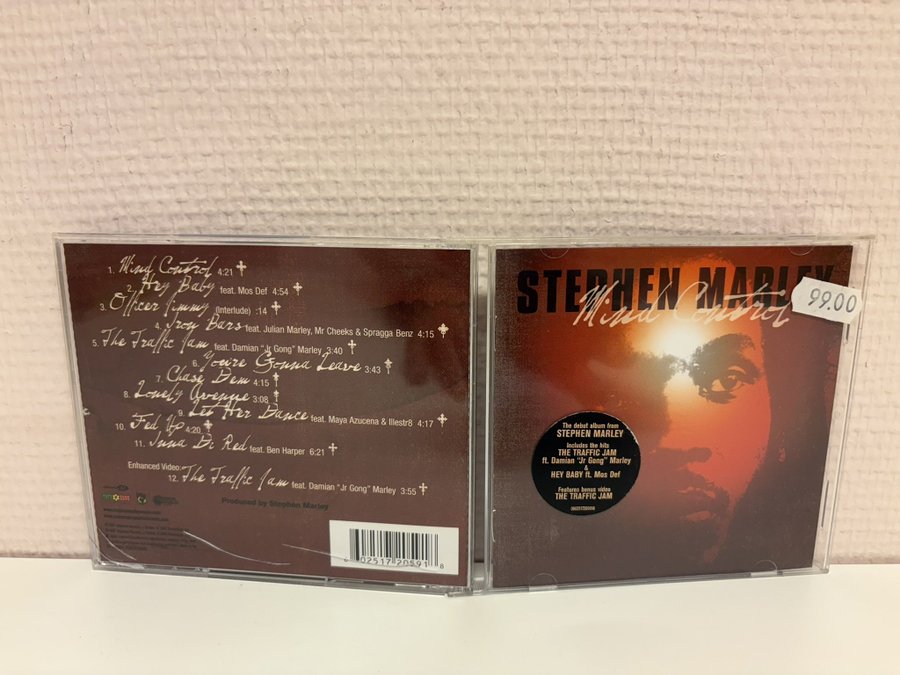 1. Mind Control 4:21
2. Hey Baby feat. Mos Def 4:54
3. Officer Jimmy (Interlude) :14
4. Iron Bars feat. Julian Marley, Mr Cheeks & Spragga Benz 4:15
5. The Traffic Jam feat. Damian "Jr Gong" Marley 3:40
6. You're Gonna Leave 3:43
7. Chase Dem 4:15
8. Lonely Avenue 3:08
9. Let Her Dance feat. Maya Azucena & Illestr8 4:17
10. Fed Up 4:20
11. Inna Di Red feat. Ben Harper 6:21
Enhanced Video:
12. The Traffic Jam feat. Damian "Jr Gong" Marley 3:55
Produced by Stephen Marley
6 02517 20591 8
STEPHEN MARLEY
Mind Control
99.00
The debut album from
STEPHEN MARLEY
Includes the hits
THE TRAFFIC JAM
ft. Damian "Jr Gong" Marley
&
HEY BABY ft. Mos Def
Features bonus video
THE TRAFFIC JAM